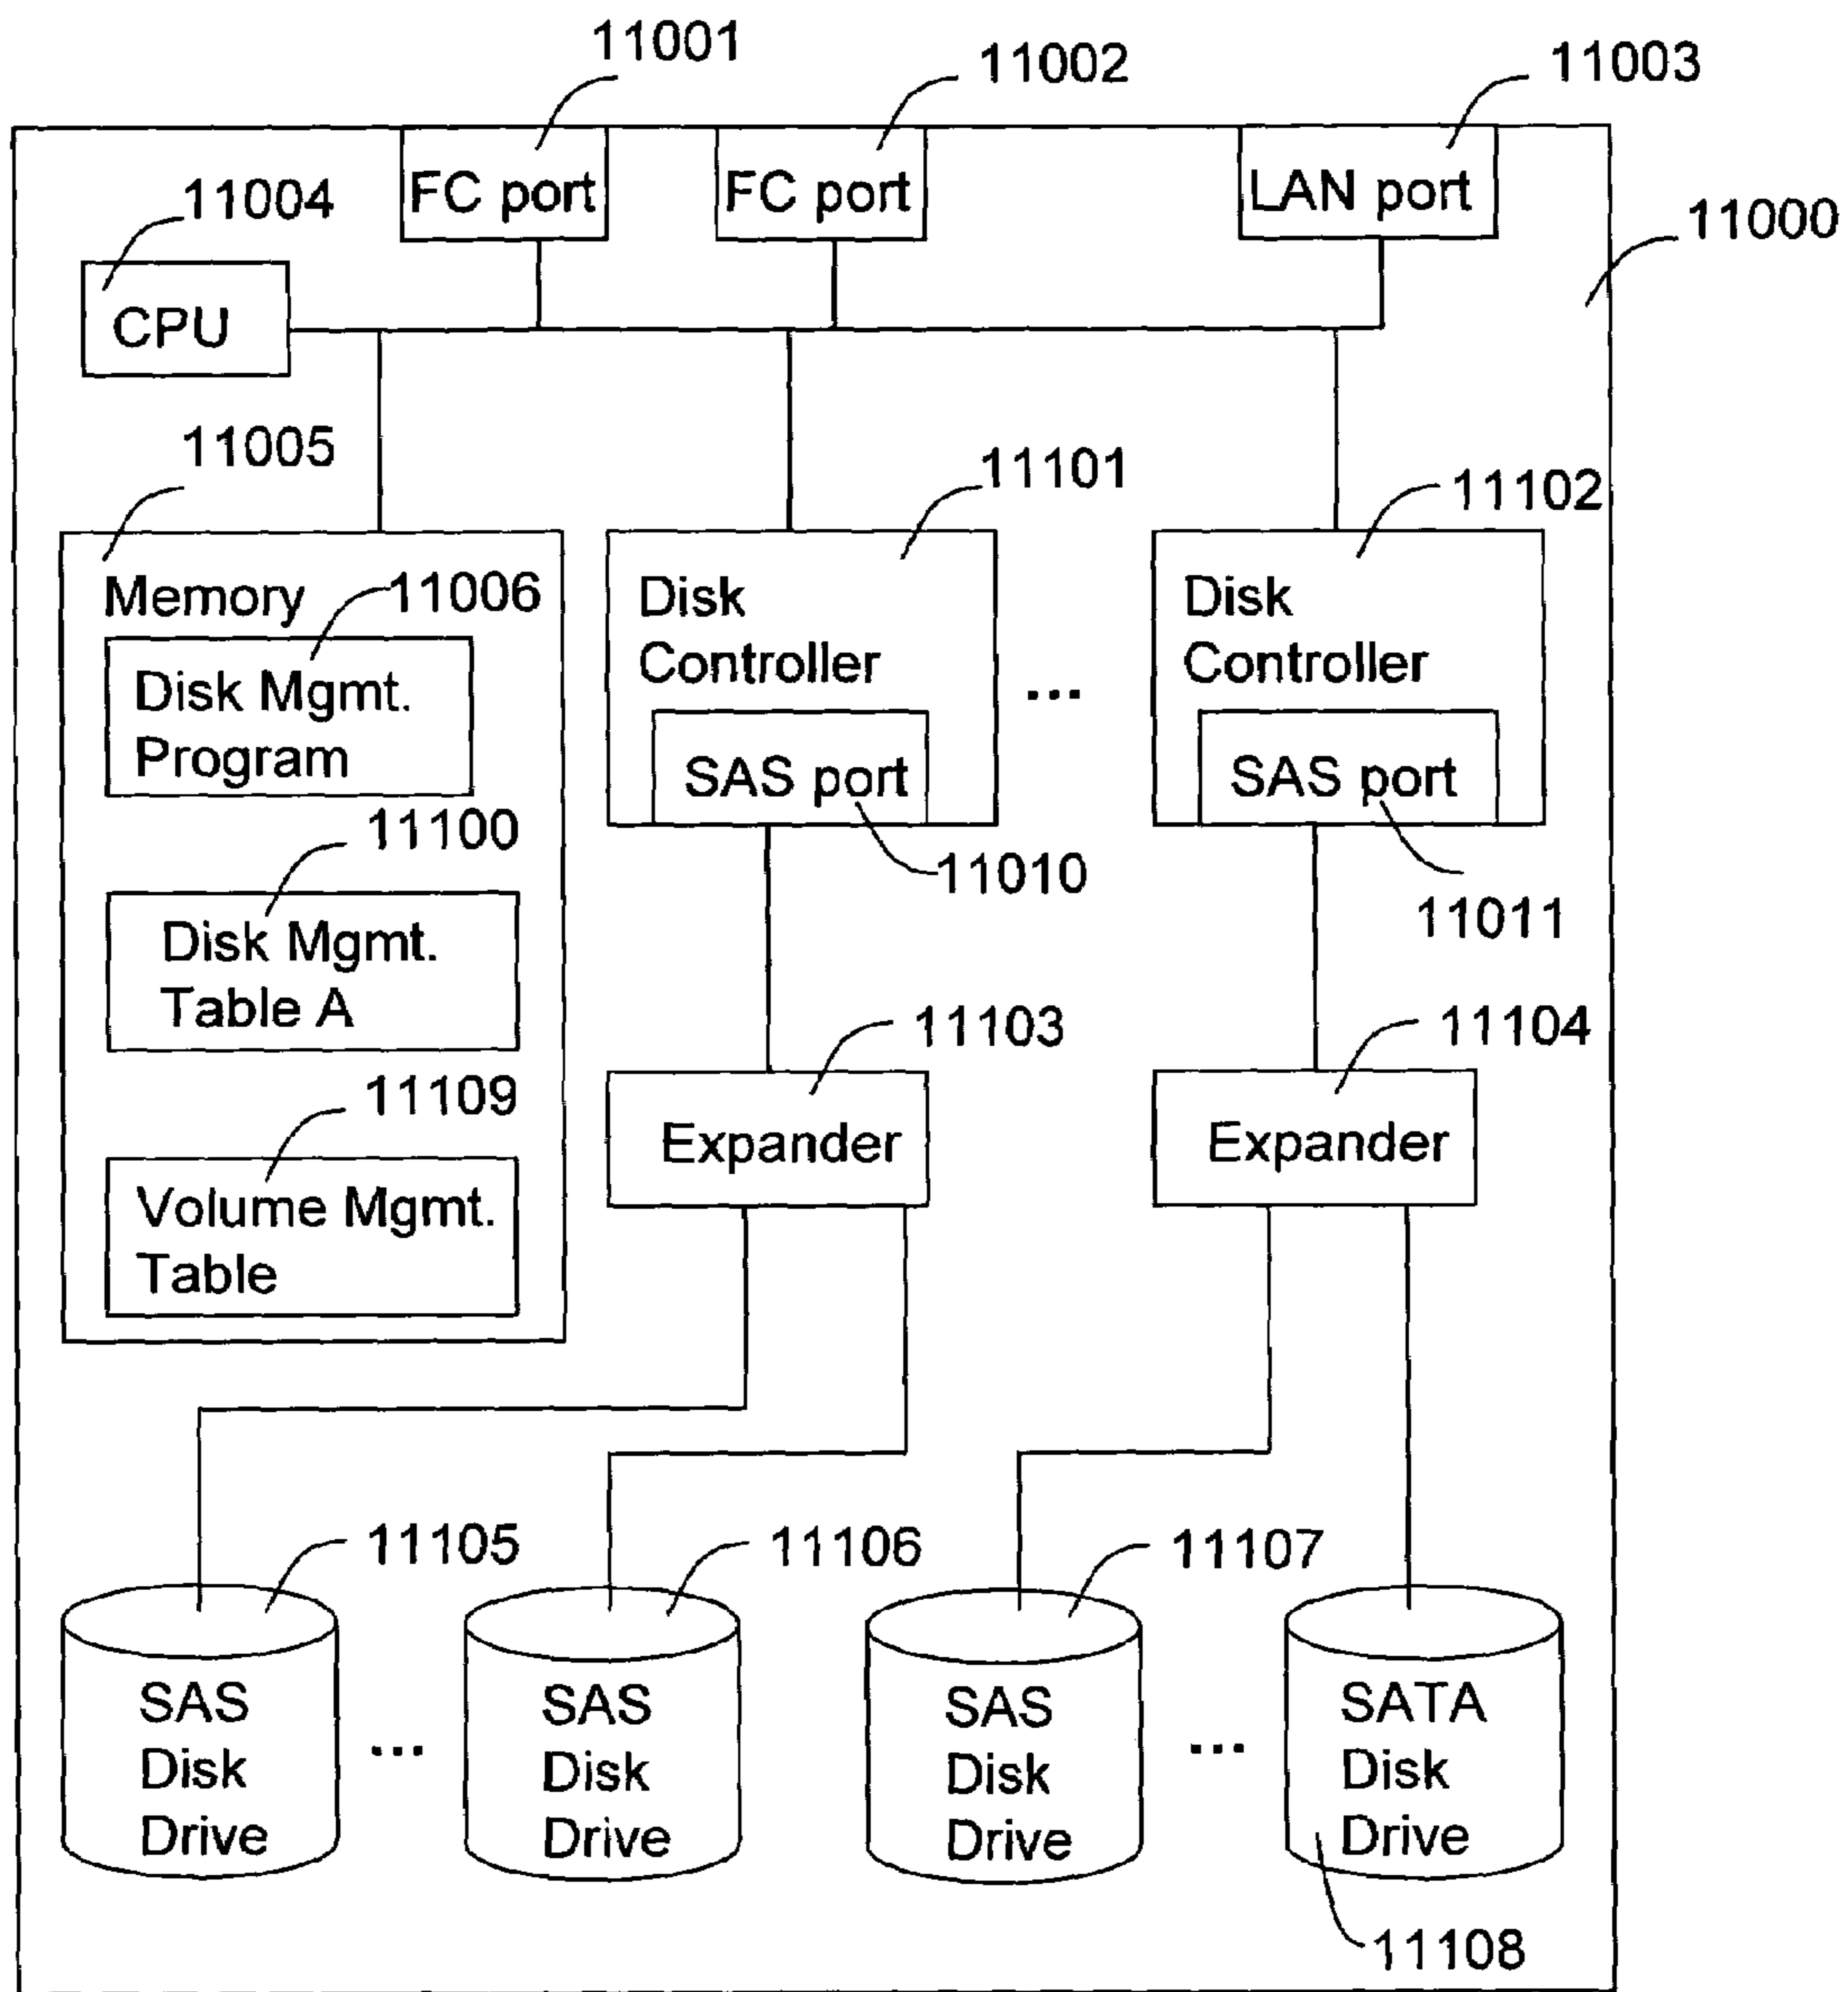 11001
11002
11003
FC port
FC port
LAN port
11004
11000
CPU
11005
11101
11102
Memory
11006
Disk Mgmt.
Program
11100
Disk Mgmt.
Table A
11109
Volume Mgmt.
Table
Disk
Controller
SAS port
11010
...
Disk
Controller
SAS port
11011
11103
Expander
11104
Expander
11105
SAS
Disk
Drive
...
11106
SAS
Disk
Drive
11107
SAS
Disk
Drive
...
SATA
Disk
Drive
11108